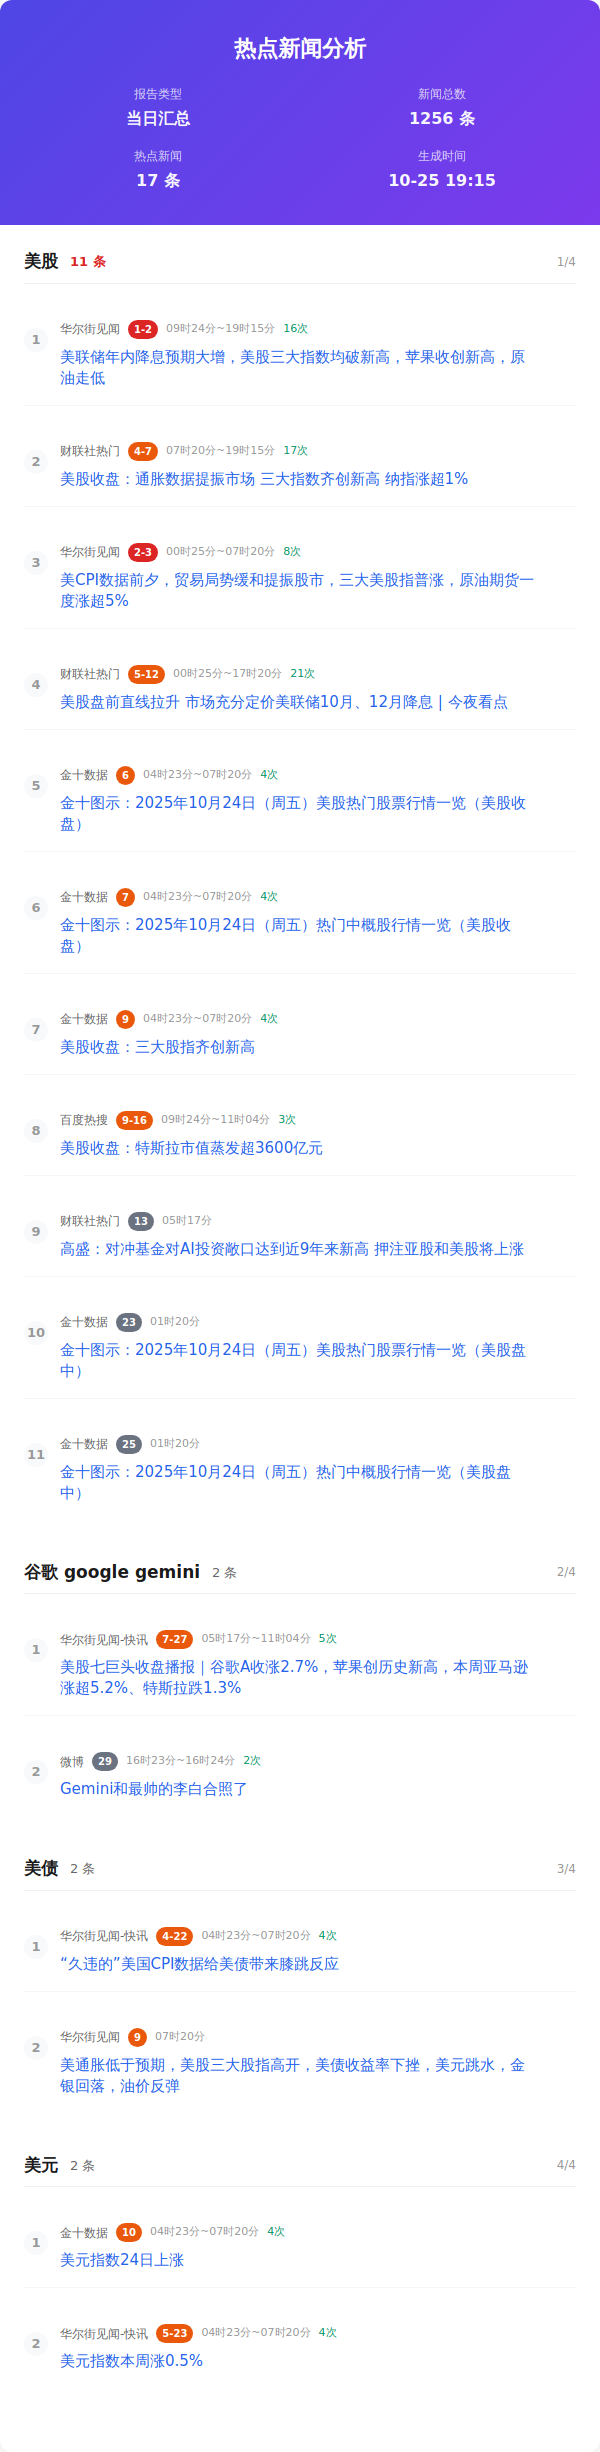 热点新闻分析
报告类型
新闻总数
当日汇总
1256 条
热点新闻
生成时间
17 条
10-25 19:15
美股 11 条 1/4
1
华尔街见闻 1-2 09时24分~19时15分 16次
美联储年内降息预期大增，美股三大指数均破新高，苹果收创新高，原
油走低
2
财联社热门 4-7 07时20分~19时15分 17次
美股收盘：通胀数据提振市场 三大指数齐创新高 纳指涨超1%
3
华尔街见闻 2-3 00时25分~07时20分 8次
美CPI数据前夕，贸易局势缓和提振股市，三大美股指普涨，原油期货一
度涨超5%
4
财联社热门 5-12 00时25分~17时20分 21次
美股盘前直线拉升 市场充分定价美联储10月、12月降息 | 今夜看点
5
金十数据 6 04时23分~07时20分 4次
金十图示：2025年10月24日（周五）美股热门股票行情一览（美股收
盘）
6
金十数据 7 04时23分~07时20分 4次
金十图示：2025年10月24日（周五）热门中概股行情一览（美股收
盘）
7
金十数据 9 04时23分~07时20分 4次
美股收盘：三大股指齐创新高
8
百度热搜 9-16 09时24分~11时04分 3次
美股收盘：特斯拉市值蒸发超3600亿元
9
财联社热门 13 05时17分
高盛：对冲基金对AI投资敞口达到近9年来新高 押注亚股和美股将上涨
10
金十数据 23 01时20分
金十图示：2025年10月24日（周五）美股热门股票行情一览（美股盘
中）
11
金十数据 25 01时20分
金十图示：2025年10月24日（周五）热门中概股行情一览（美股盘
中）
谷歌 google gemini 2 条 2/4
1
华尔街见闻-快讯 7-27 05时17分~11时04分 5次
美股七巨头收盘播报｜谷歌A收涨2.7%，苹果创历史新高，本周亚马逊
涨超5.2%、特斯拉跌1.3%
2
微博 29 16时23分~16时24分 2次
Gemini和最帅的李白合照了
美债 2 条 3/4
1
华尔街见闻-快讯 4-22 04时23分~07时20分 4次
“久违的”美国CPI数据给美债带来膝跳反应
2
华尔街见闻 9 07时20分
美通胀低于预期，美股三大股指高开，美债收益率下挫，美元跳水，金
银回落，油价反弹
美元 2 条 4/4
1
金十数据 10 04时23分~07时20分 4次
美元指数24日上涨
2
华尔街见闻-快讯 5-23 04时23分~07时20分 4次
美元指数本周涨0.5%